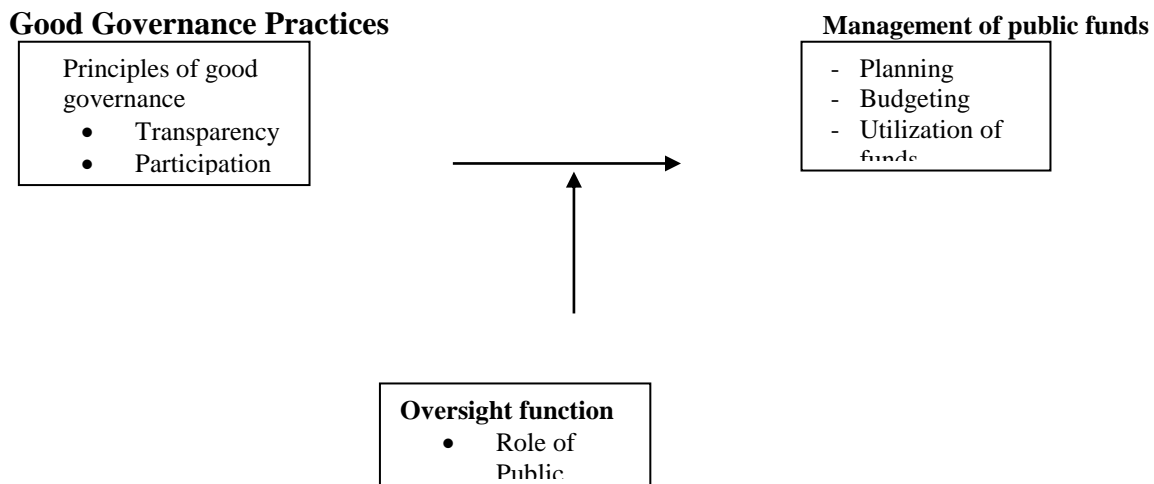 Good Governance Practices
Management of public funds
Principles of good
governance
• Transparency
• Participation
- Planning
- Budgeting
- Utilization of
funds
Oversight function
• Role of
Public